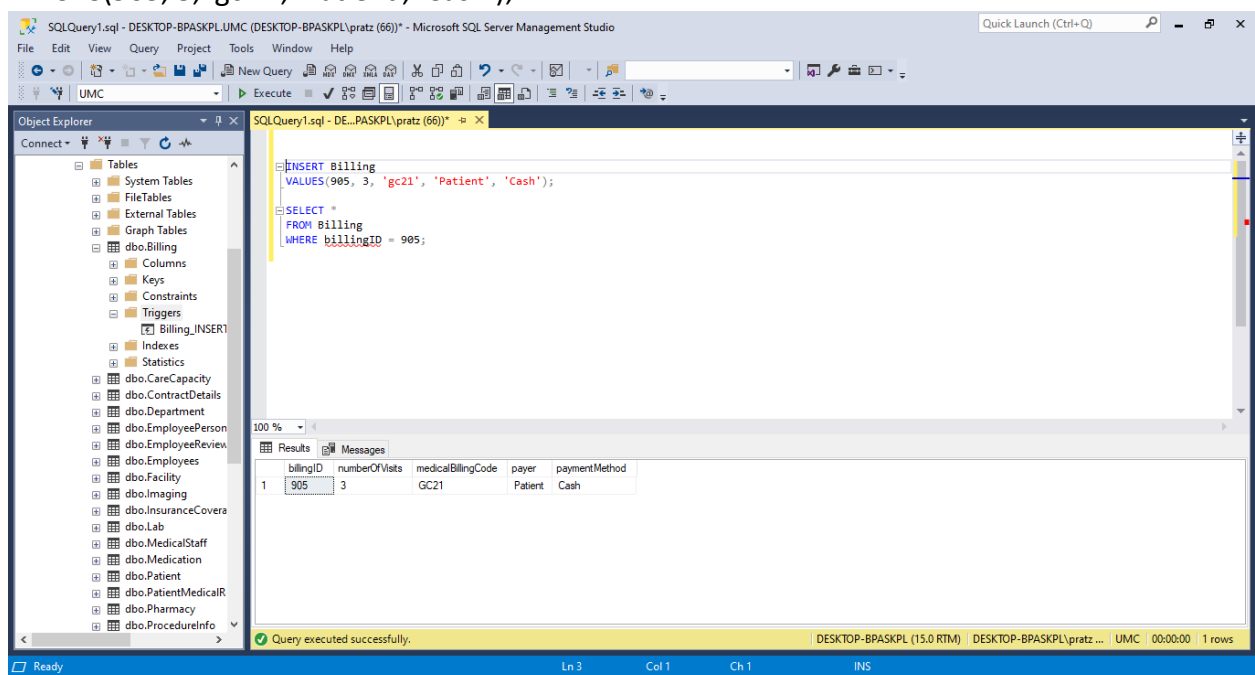 SQLQuery1.sql - DESKTOP-BPASKPL.UMC (DESKTOP-BPASKPL\pratz (66))* - Microsoft SQL Server Management Studio
Quick Launch (Ctrl+Q)
File Edit View Query Project Tools Window Help
New Query
UMC
Execute
Object Explorer
SQLQuery1.sql - DE...PASKPL\pratz (66))*
Connect
Tables
System Tables
FileTables
External Tables
Graph Tables
dbo.Billing
Columns
Keys
Constraints
Triggers
Billing_INSERT
Indexes
Statistics
dbo.CareCapacity
dbo.ContractDetails
dbo.Department
dbo.EmployeePerson
dbo.EmployeeReview
dbo.Employees
dbo.Facility
dbo.Imaging
dbo.InsuranceCovera
dbo.Lab
dbo.MedicalStaff
dbo.Medication
dbo.Patient
dbo.PatientMedicalR
dbo.Pharmacy
dbo.ProcedureInfo
INSERT Billing
VALUES(905, 3, 'gc21', 'Patient', 'Cash');
SELECT *
FROM Billing
WHERE billingID = 905;
100 %
Results Messages
billingID numberOfVisits medicalBillingCode payer paymentMethod
1 905 3 GC21 Patient Cash
Query executed successfully.
DESKTOP-BPASKPL (15.0 RTM) DESKTOP-BPASKPL\pratz ... UMC 00:00:00 1 rows
Ready Ln 3 Col 1 Ch 1 INS